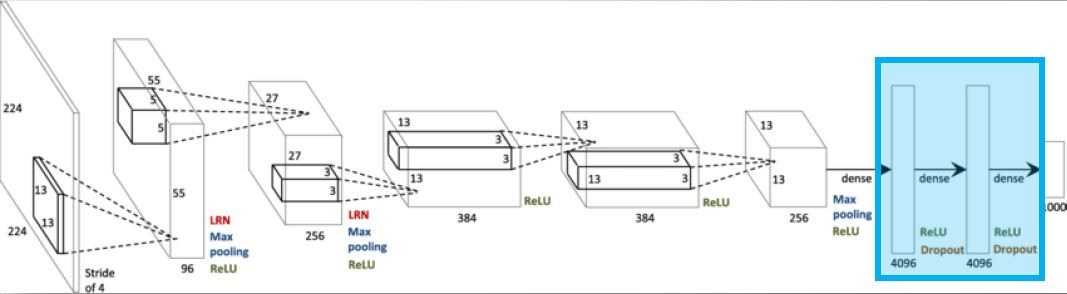 224
224
13
13
Stride
of 4
55
5
5
55
96
LRN
Max
pooling
ReLU
27
27
3
3
256
LRN
Max
pooling
ReLU
13
3
3
13
384
ReLU
13
3
13
3
384
ReLU
13
13
256
dense
Max
pooling
ReLU
dense
ReLU
Dropout
4096
dense
ReLU
Dropout
4096
1000